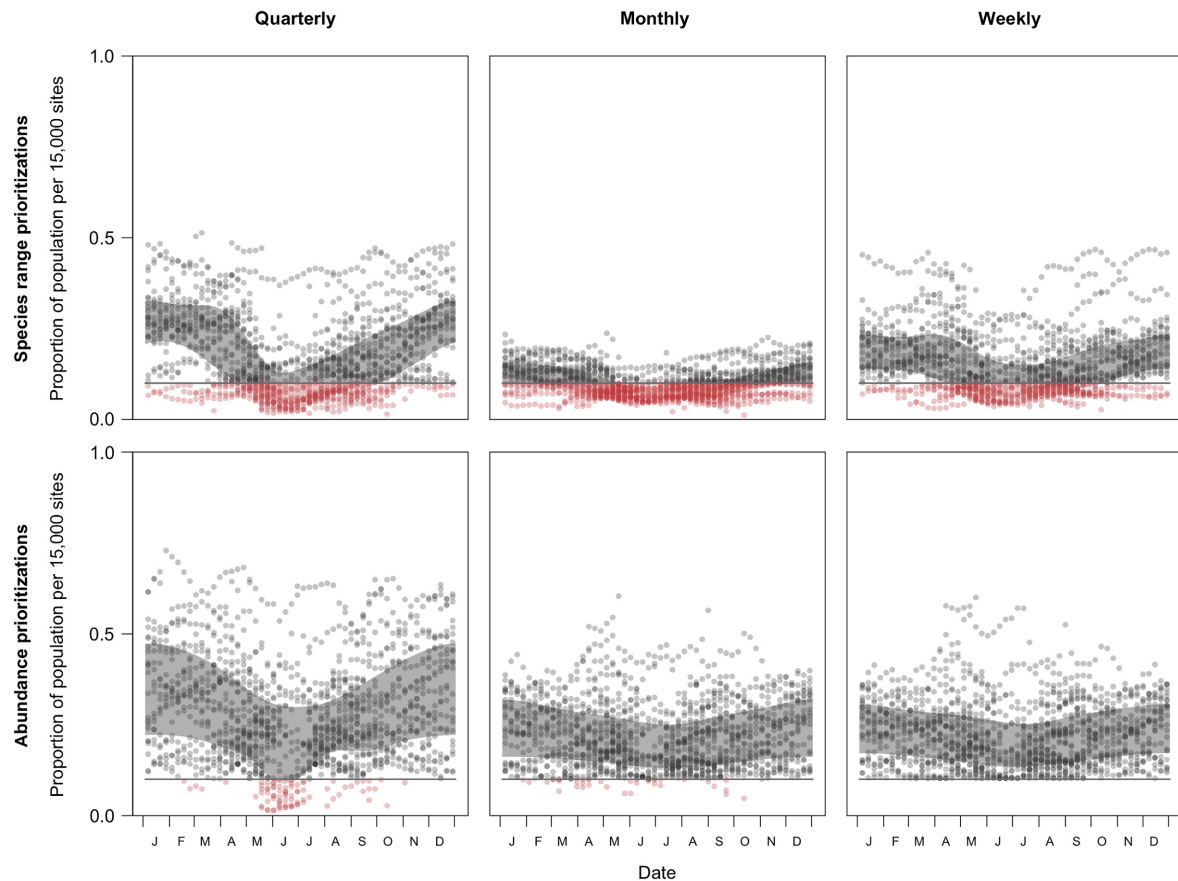 Quarterly
Monthly
Weekly
Species range prioritizations
Proportion of population per 15,000 sites
1.0
0.5
0.0
Abundance prioritizations
Proportion of population per 15,000 sites
1.0
0.5
0.0
J F M A M J J A S O N D
J F M A M J J A S O N D
J F M A M J J A S O N D
Date